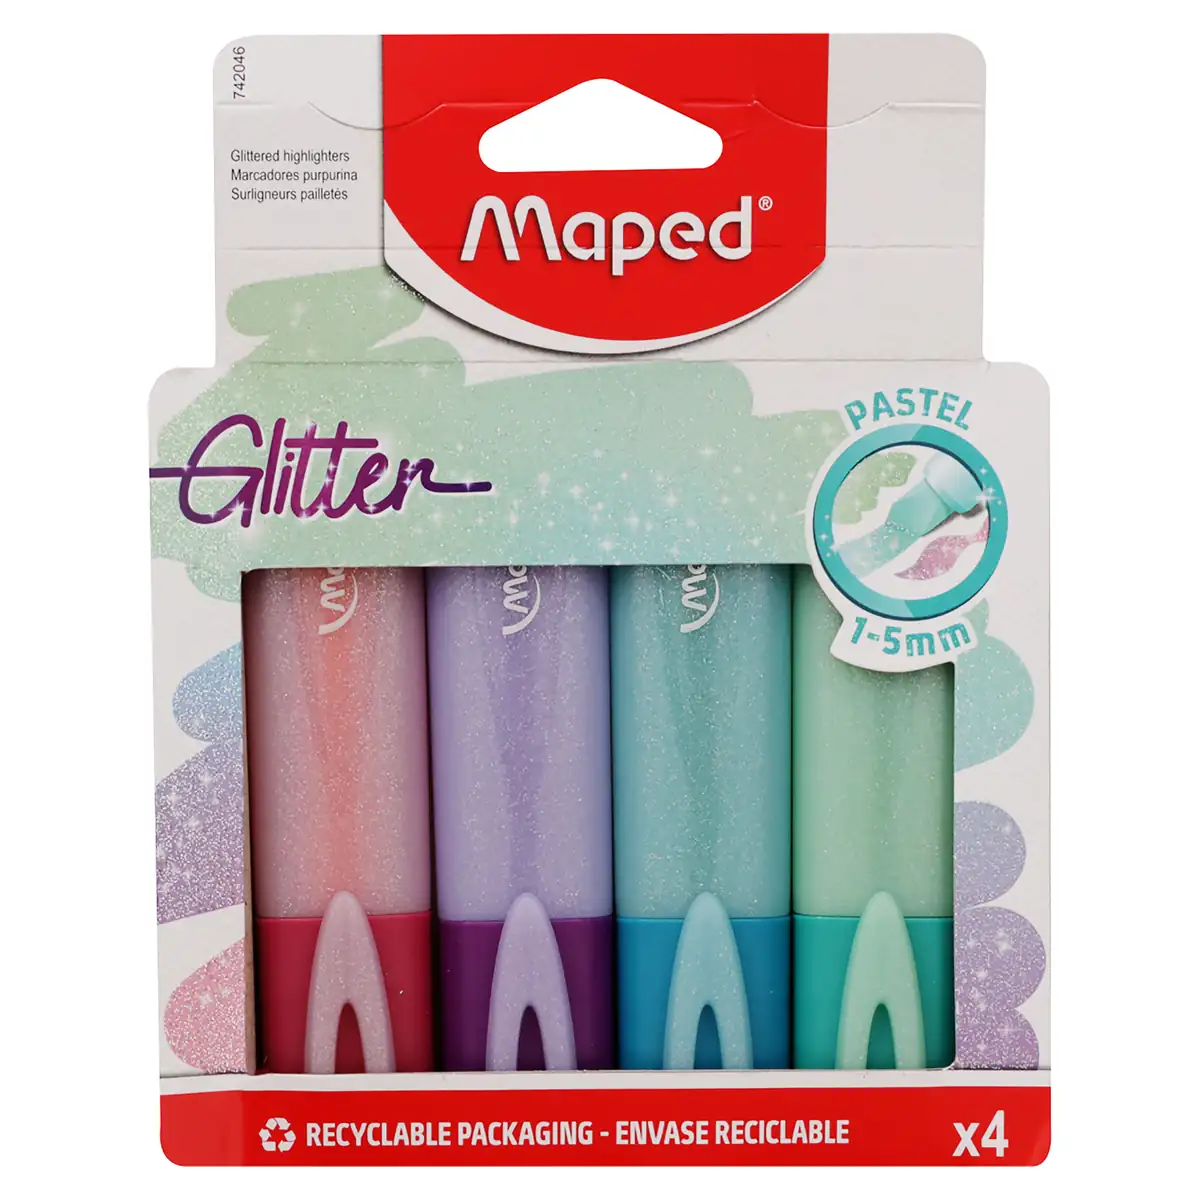 742046
Glittered highlighters
Marcadores purpurina
Surligneurs pailletés
Maped®
Glitter
PASTEL
1-5mm
RECYCLABLE PACKAGING - ENVASE RECICLABLE
x4